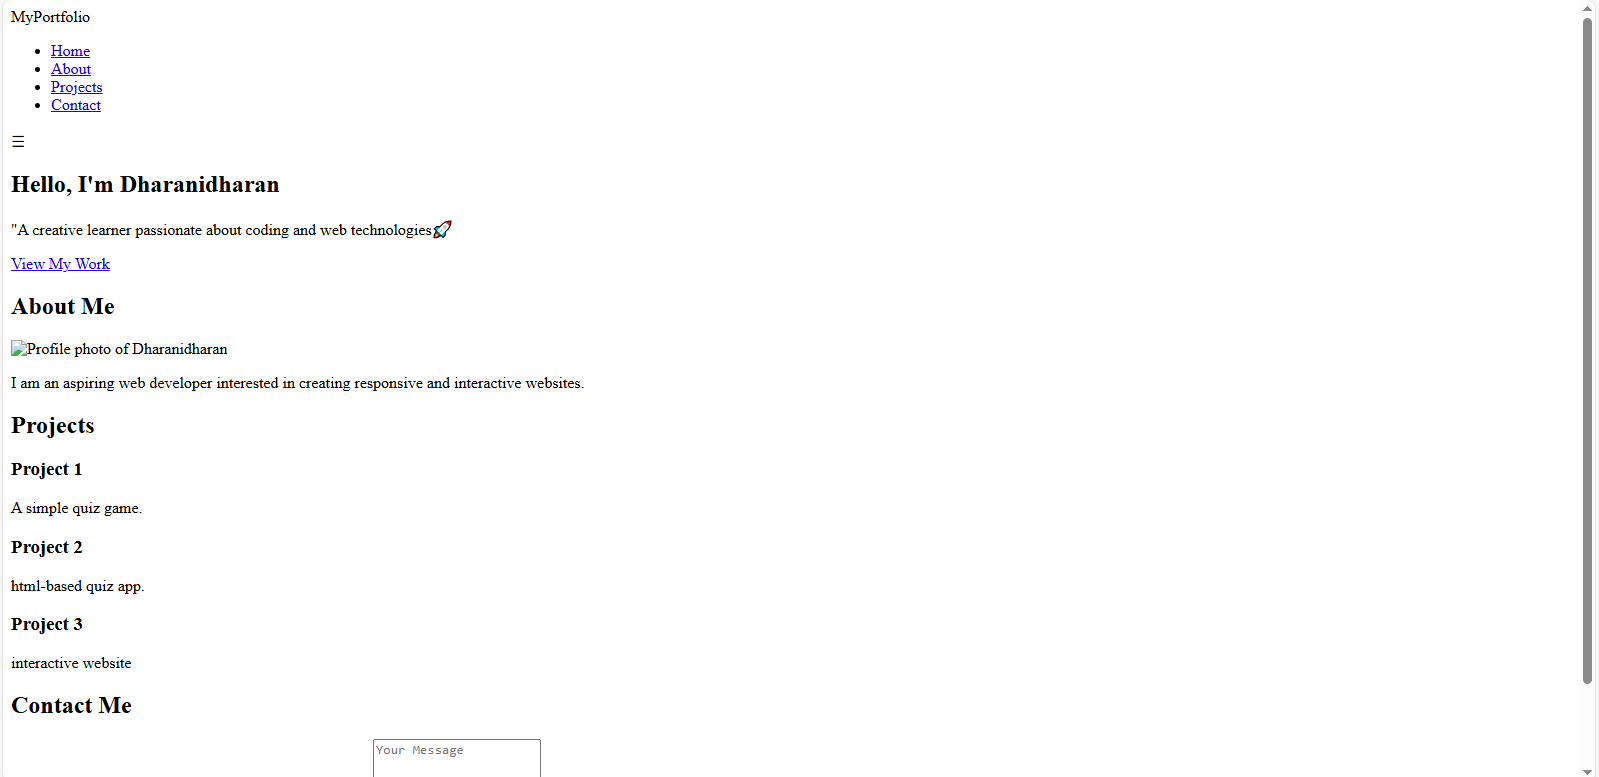 MyPortfolio
Home
About
Projects
Contact
☰
Hello, I'm Dharanidharan
"A creative learner passionate about coding and web technologies🚀
View My Work
About Me
Profile photo of Dharanidharan
I am an aspiring web developer interested in creating responsive and interactive websites.
Projects
Project 1
A simple quiz game.
Project 2
html-based quiz app.
Project 3
interactive website
Contact Me
Your Message